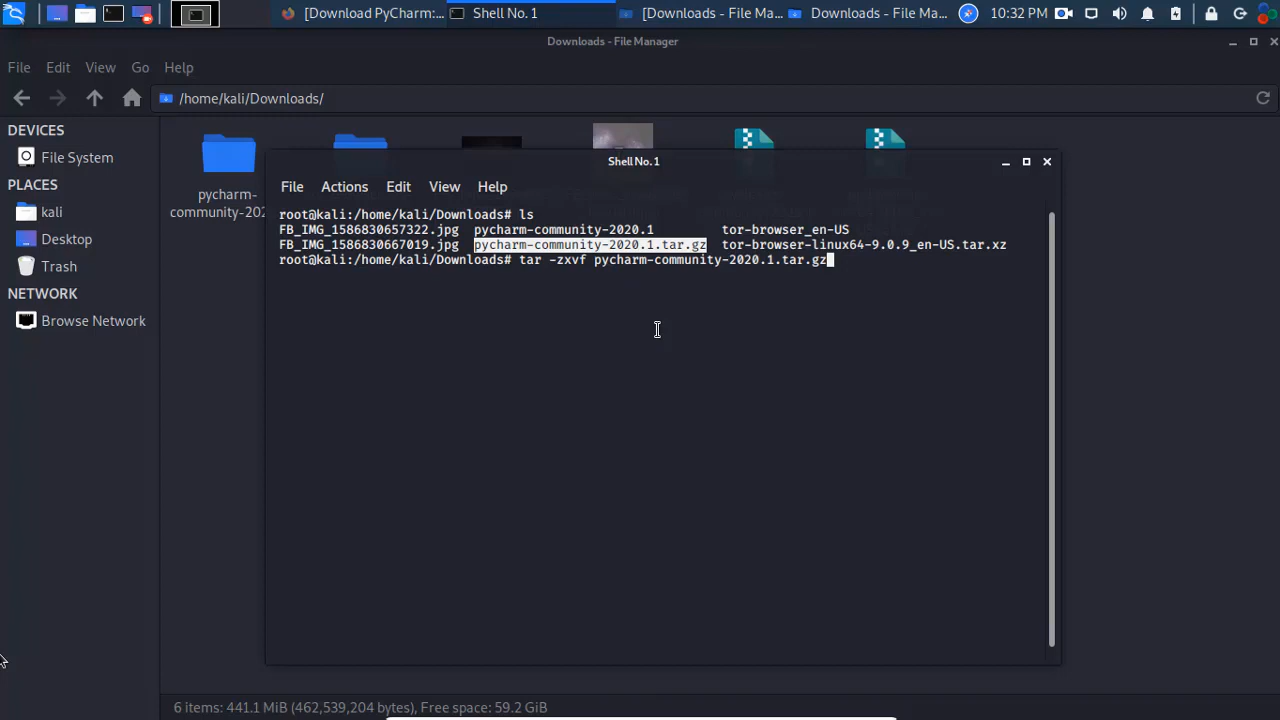 [Download PyCharm:... Shell No. 1 [Downloads - File Ma... Downloads - File Ma... 10:32 PM
Downloads - File Manager
File Edit View Go Help
/home/kali/Downloads/
DEVICES
File System
PLACES
kali
Desktop
Trash
NETWORK
Browse Network
pycharm-
community-202
Shell No. 1
File Actions Edit View Help
root@kali:/home/kali/Downloads# ls
FB_IMG_1586830657322.jpg pycharm-community-2020.1 tor-browser_en-US
FB_IMG_1586830667019.jpg pycharm-community-2020.1.tar.gz tor-browser-linux64-9.0.9_en-US.tar.xz
root@kali:/home/kali/Downloads# tar -zxvf pycharm-community-2020.1.tar.gz
6 items: 441.1 MiB (462,539,204 bytes), Free space: 59.2 GiB